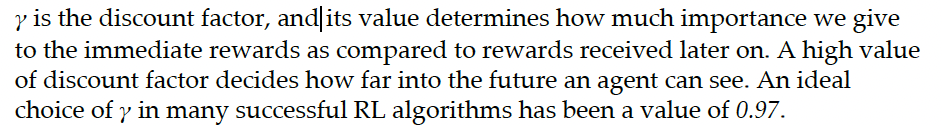 γ is the discount factor, and its value determines how much importance we give
to the immediate rewards as compared to rewards received later on. A high value
of discount factor decides how far into the future an agent can see. An ideal
choice of γ in many successful RL algorithms has been a value of 0.97.